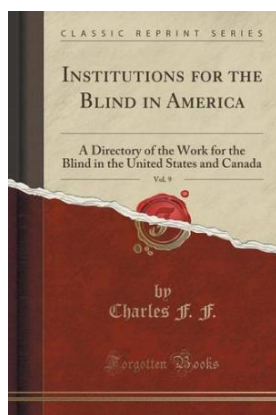 CLASSIC REPRINT SERIES
INSTITUTIONS FOR THE
BLIND IN AMERICA
A Directory of the Work for the
Blind in the United States and Canada
Vol. 9
by
Charles F. F.
Forgotten Books